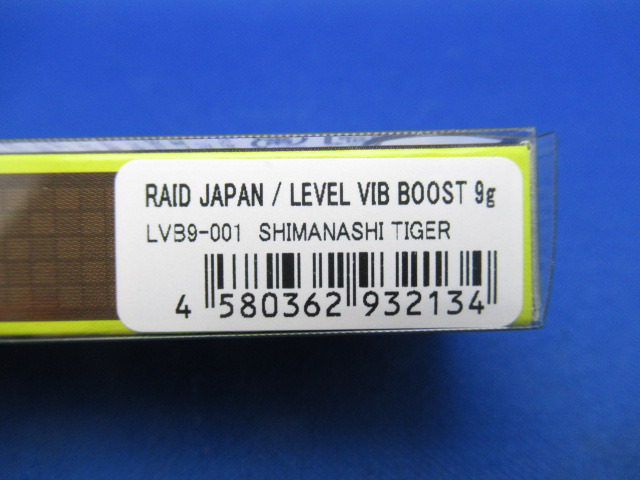 RAID JAPAN / LEVEL VIB BOOST 9g
LVB9-001 SHIMANASHI TIGER
4 580362 932134